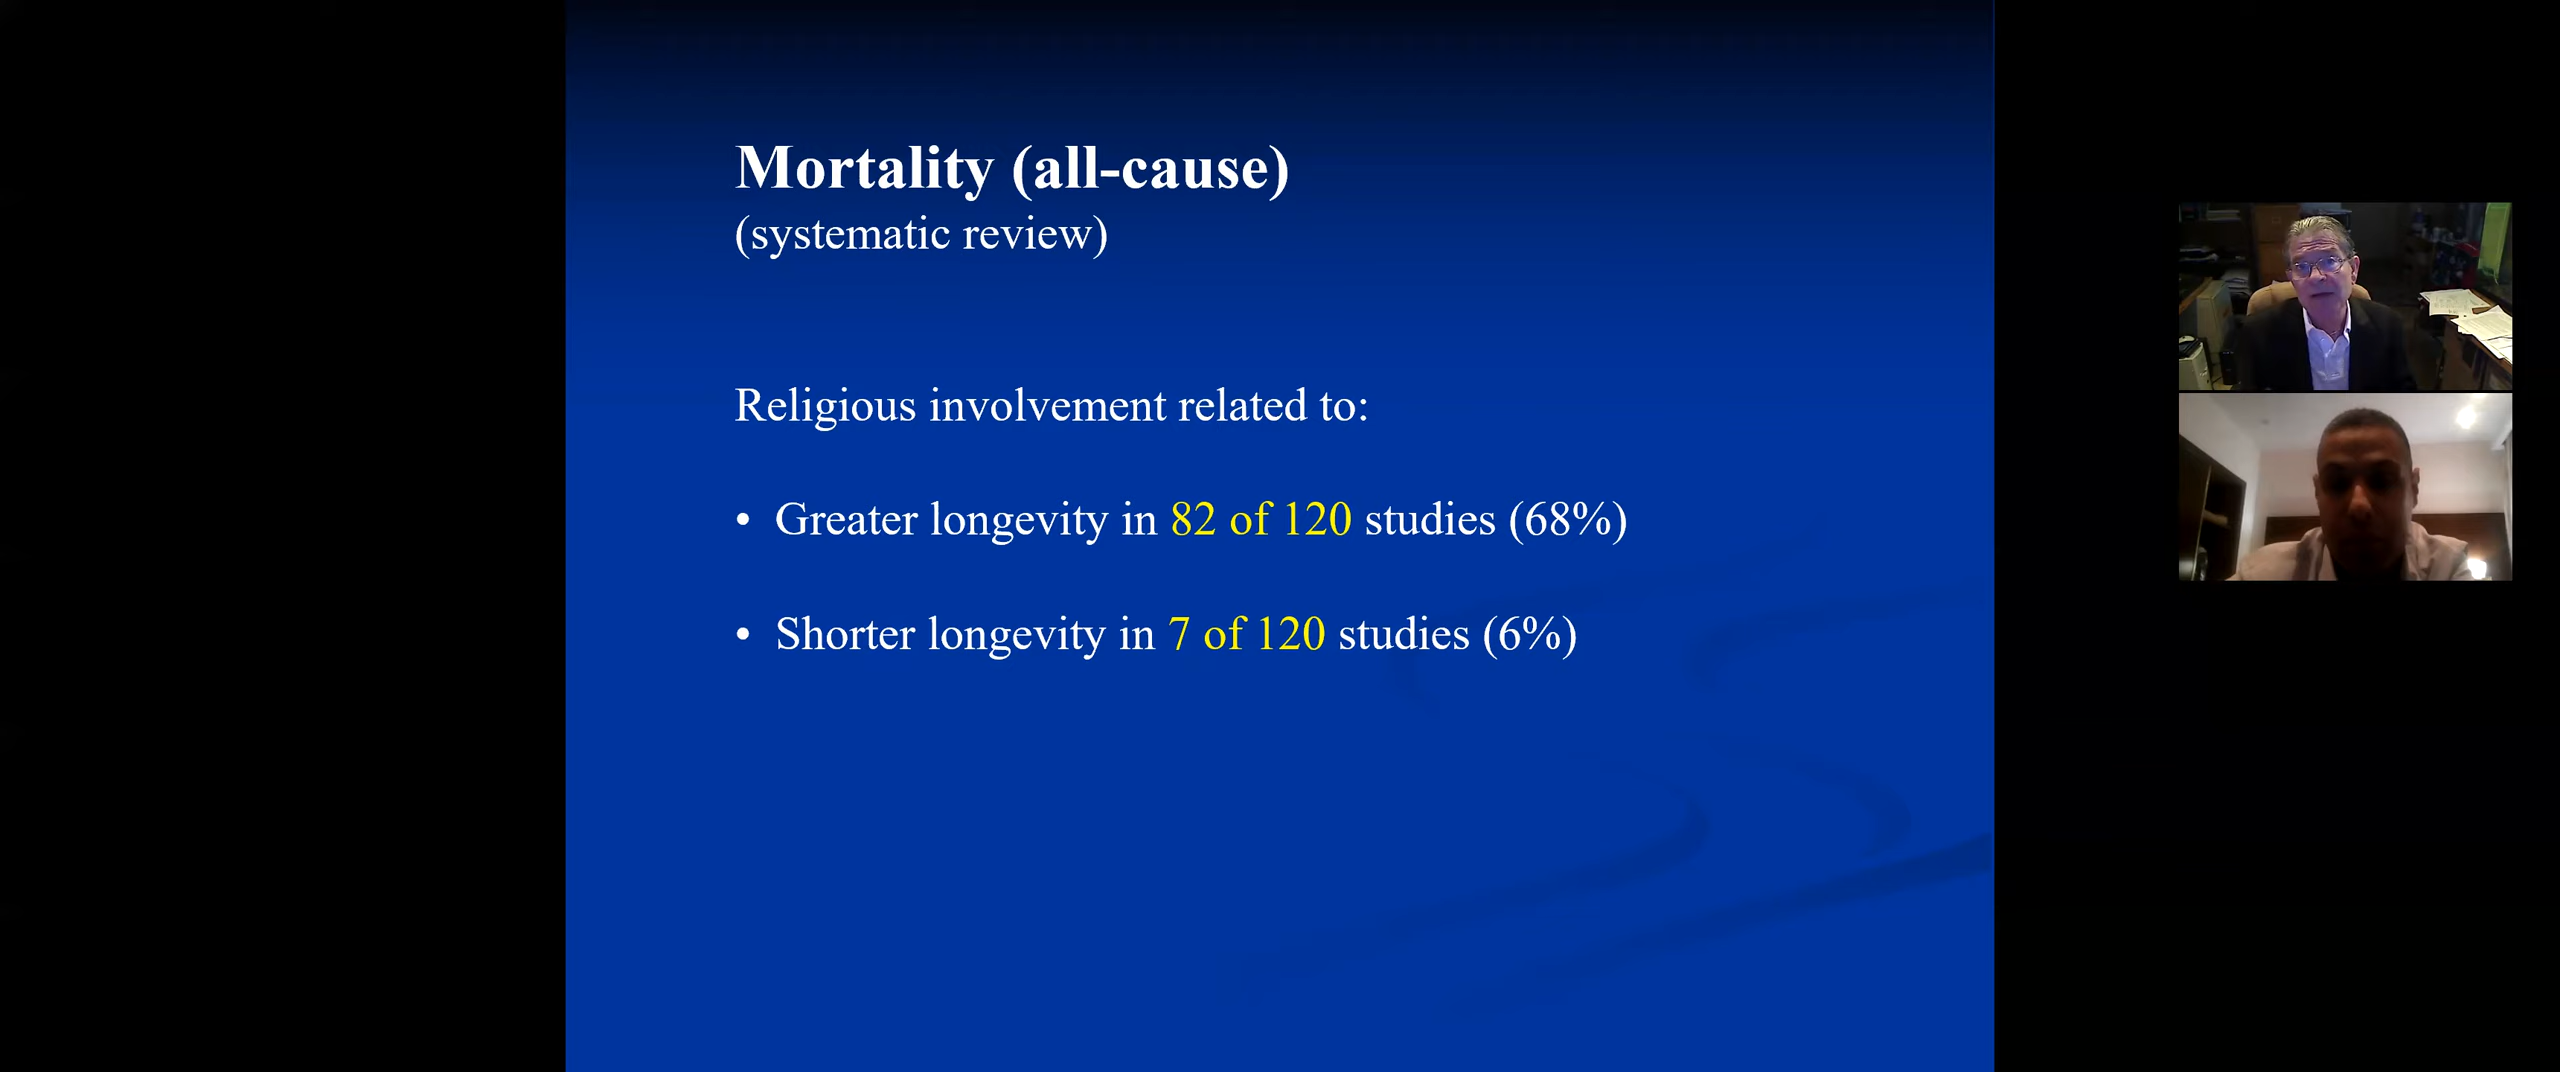 Mortality (all-cause)
(systematic review)
Religious involvement related to:
• Greater longevity in 82 of 120 studies (68%)
• Shorter longevity in 7 of 120 studies (6%)